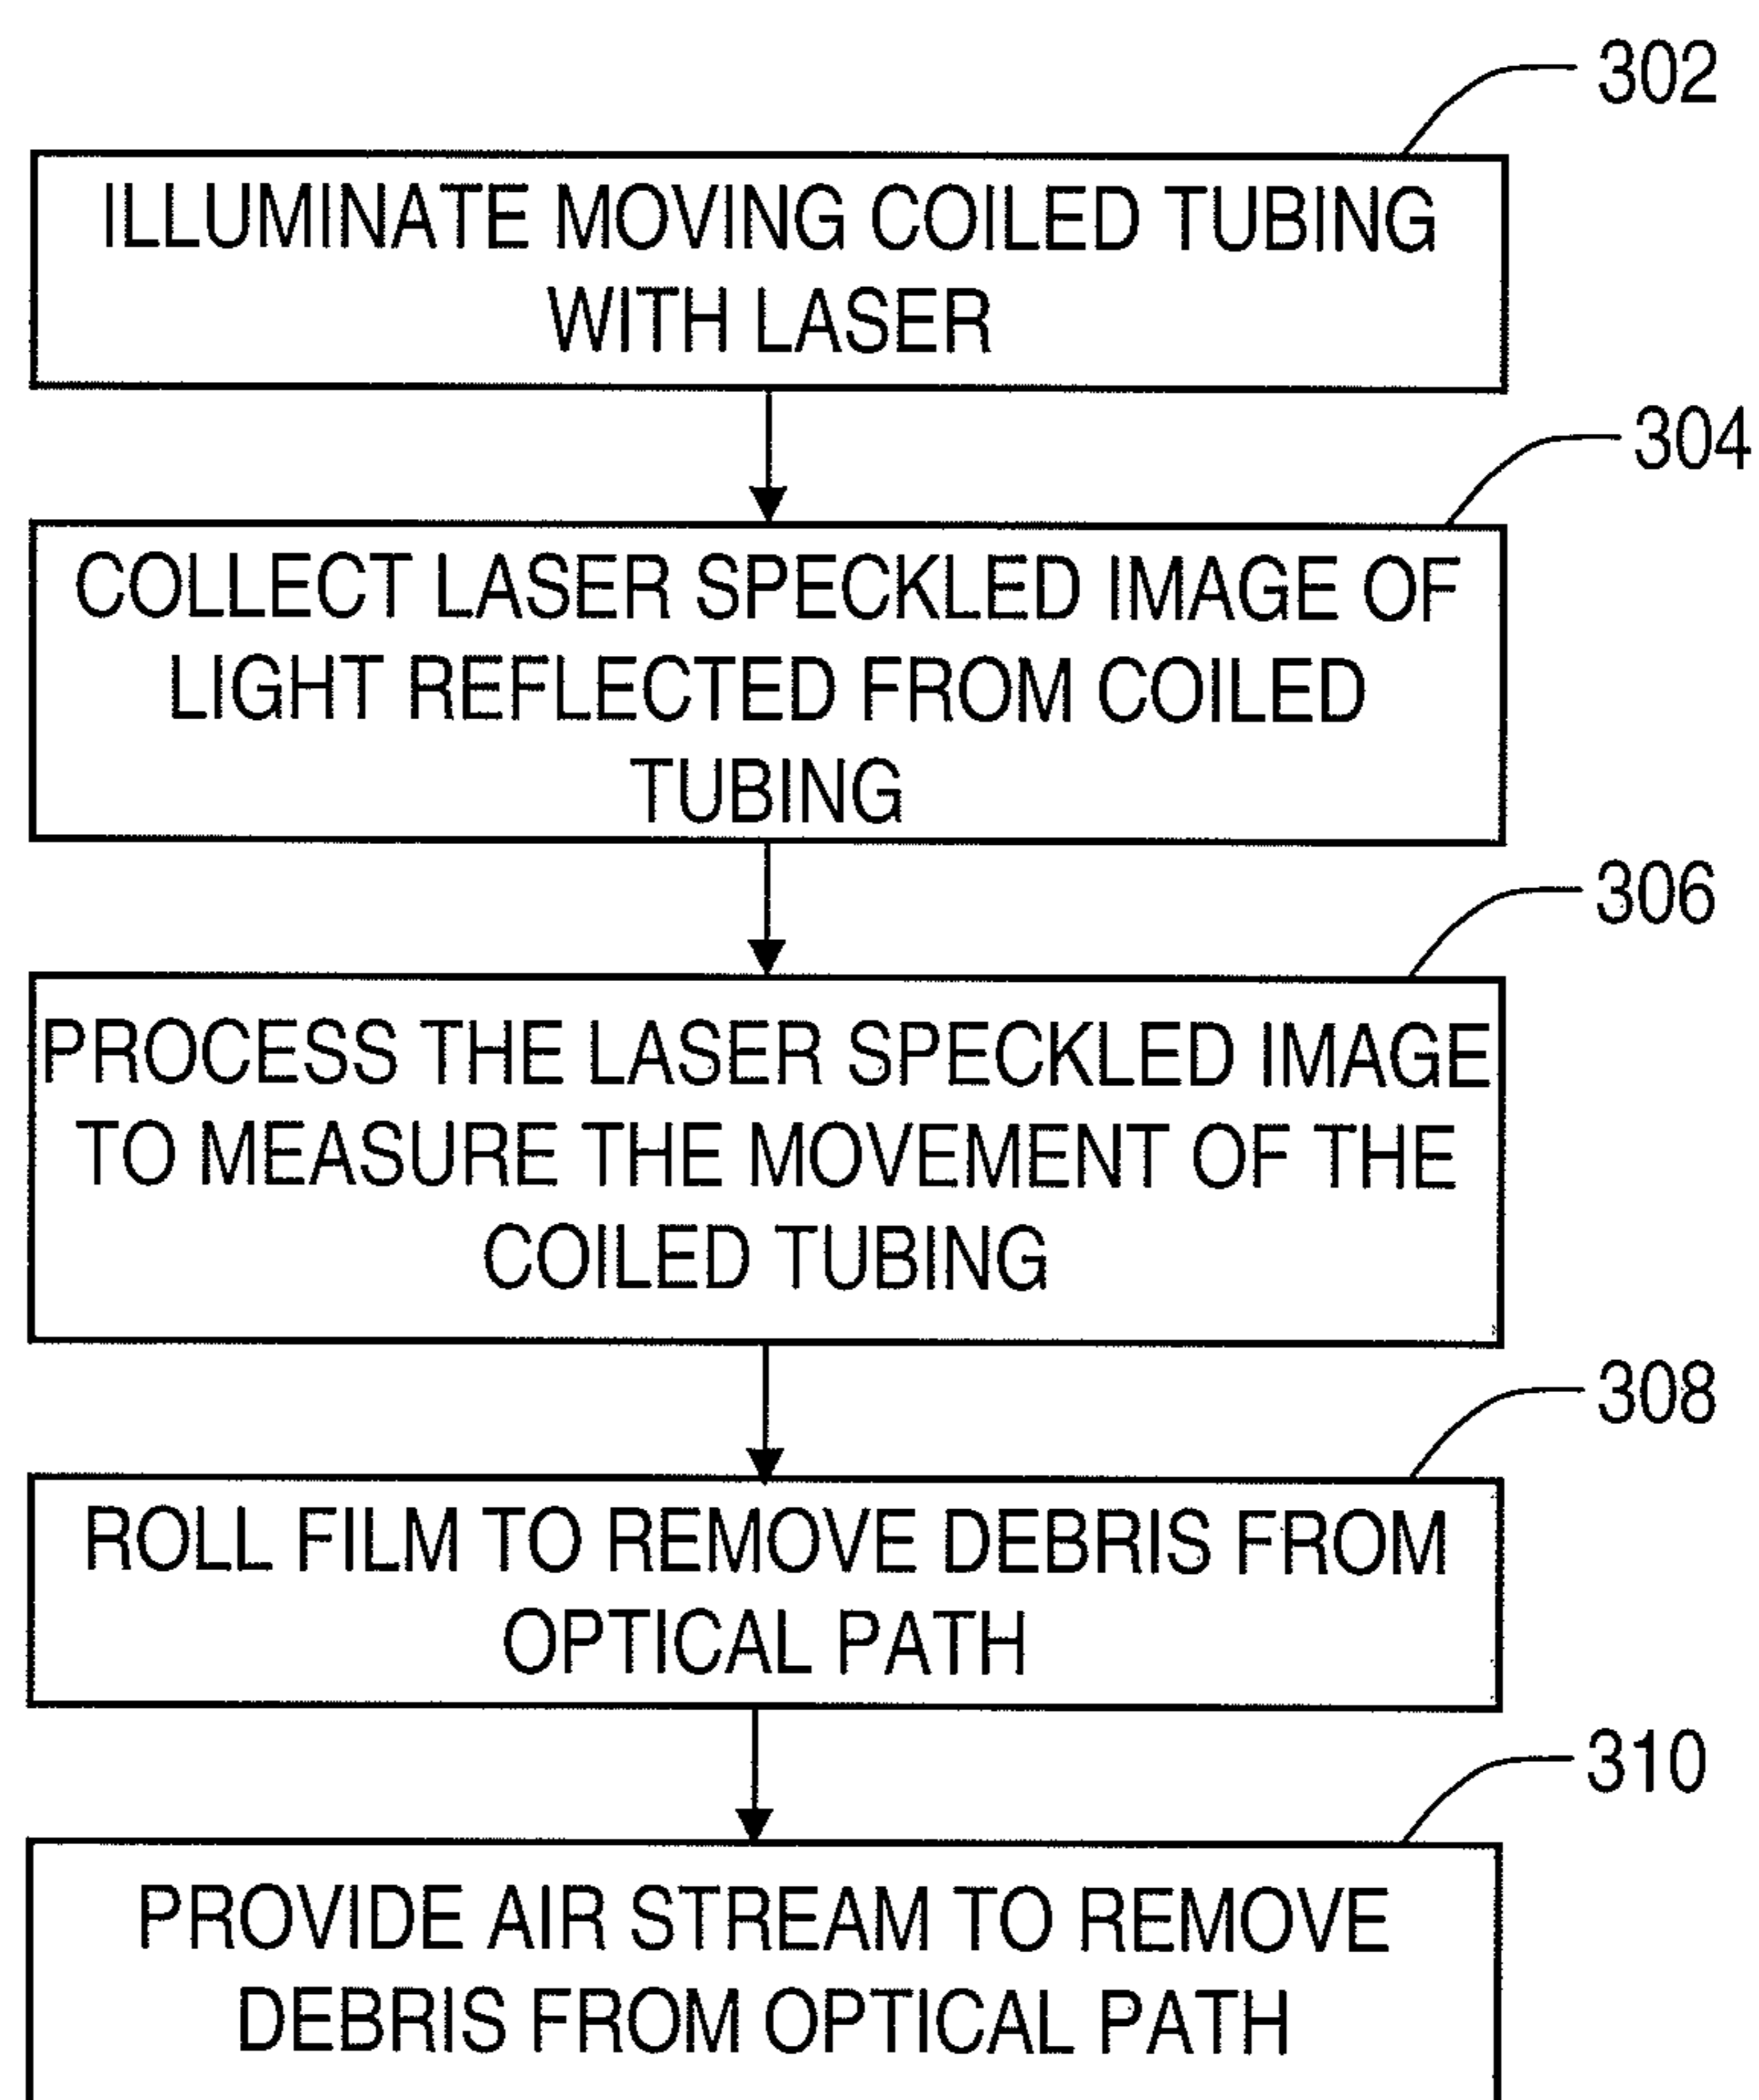 302
ILLUMINATE MOVING COILED TUBING
WITH LASER
304
COLLECT LASER SPECKLED IMAGE OF
LIGHT REFLECTED FROM COILED
TUBING
306
PROCESS THE LASER SPECKLED IMAGE
TO MEASURE THE MOVEMENT OF THE
COILED TUBING
308
ROLL FILM TO REMOVE DEBRIS FROM
OPTICAL PATH
310
PROVIDE AIR STREAM TO REMOVE
DEBRIS FROM OPTICAL PATH